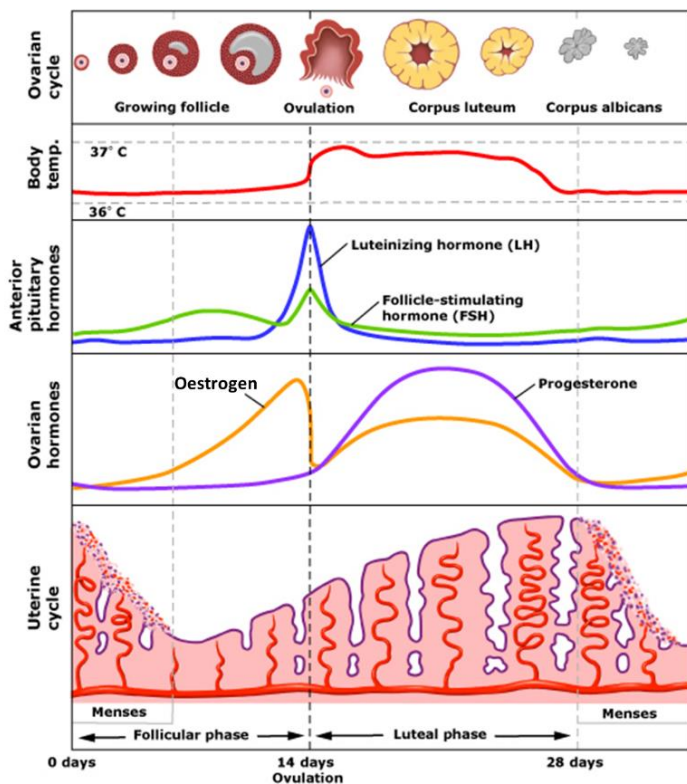 Ovarian
cycle
Growing follicle
Ovulation
Corpus luteum
Corpus albicans
Body
temp.
37° C
36° C
Anterior
pituitary
hormones
Luteinizing hormone (LH)
Follicle-stimulating
hormone (FSH)
Ovarian
hormones
Oestrogen
Progesterone
Uterine
cycle
Menses
Menses
Follicular phase
Luteal phase
0 days
14 days
28 days
Ovulation